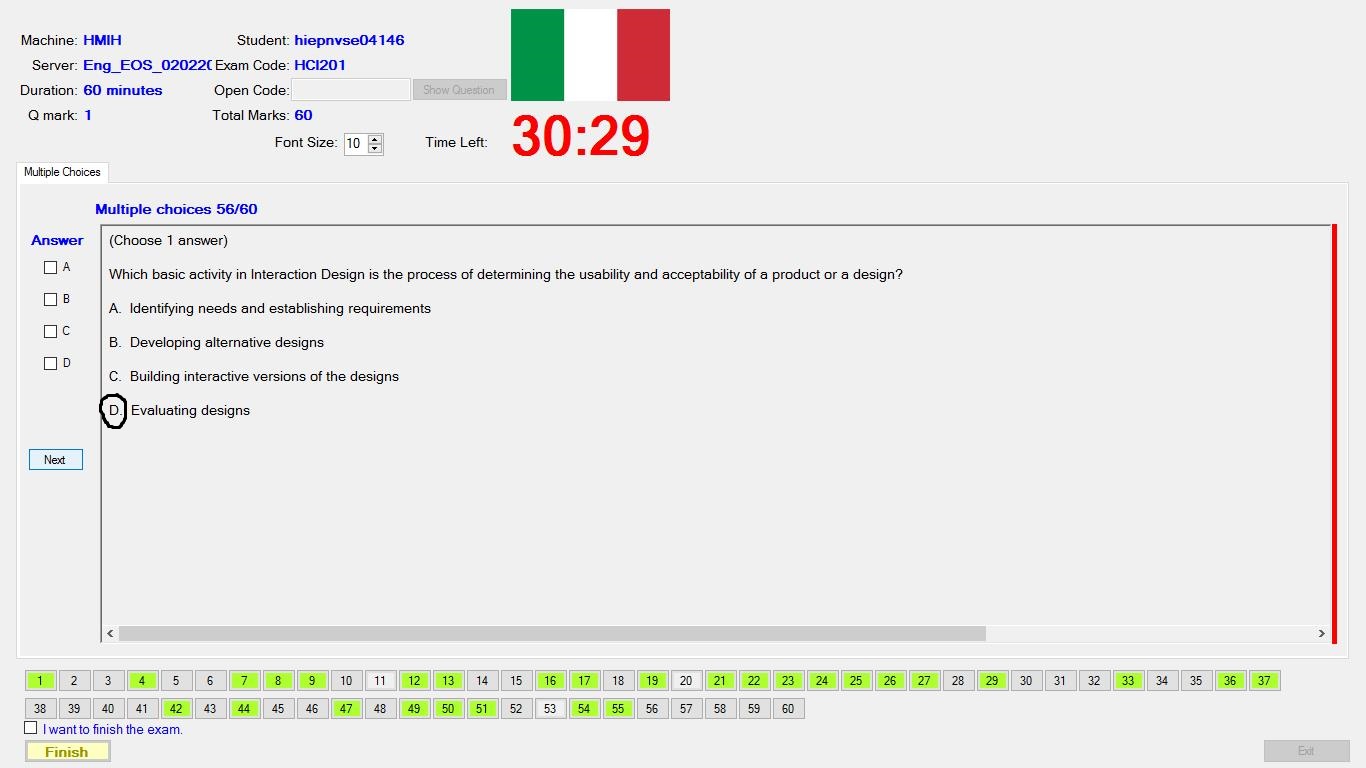 Machine: HMIH Student: hiepnvse04146
Server: Eng_EOS_02022 Exam Code: HCI201
Duration: 60 minutes Open Code: Show Question
Q mark: 1 Total Marks: 60
Font Size: 10 Time Left: 30:29
Multiple Choices
Multiple choices 56/60
Answer (Choose 1 answer)
A
Which basic activity in Interaction Design is the process of determining the usability and acceptability of a product or a design?
B
A. Identifying needs and establishing requirements
C
B. Developing alternative designs
D
C. Building interactive versions of the designs
D. Evaluating designs
Next
1 2 3 4 5 6 7 8 9 10 11 12 13 14 15 16 17 18 19 20 21 22 23 24 25 26 27 28 29 30 31 32 33 34 35 36 37
38 39 40 41 42 43 44 45 46 47 48 49 50 51 52 53 54 55 56 57 58 59 60
I want to finish the exam.
Finish Exit